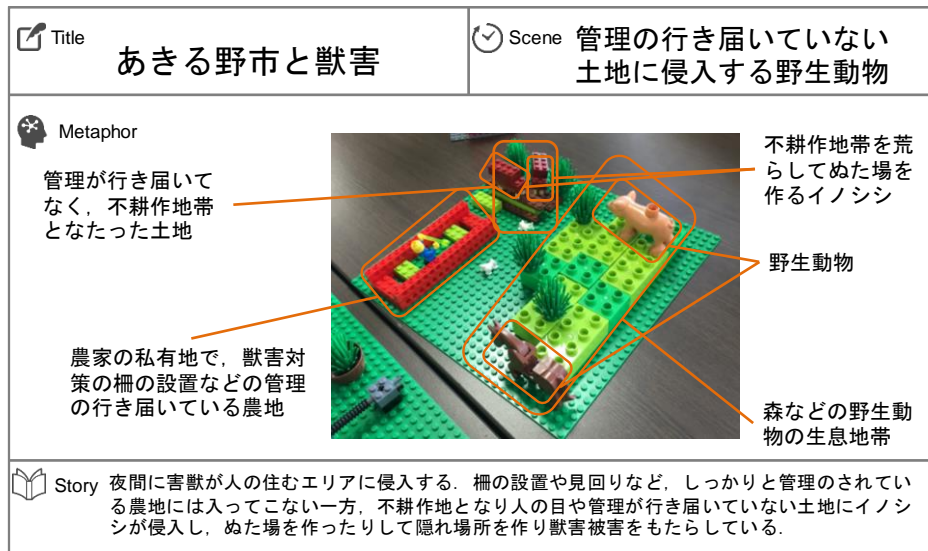 Title
あきる野市と獣害
Scene
管理の行き届いていない
土地に侵入する野生動物
Metaphor
管理が行き届いて
なく，不耕作地帯
となたった土地
不耕作地帯を荒
らしてぬた場を
作るイノシシ
野生動物
農家の私有地で，獣害対
策の柵の設置などの管理
の行き届いている農地
森などの野生動
物の生息地帯
Story
夜間に害獣が人の住むエリアに侵入する．柵の設置や見回りなど，しっかりと管理のされてい
る農地には入ってこない一方，不耕作地となり人の目や管理が行き届いていない土地にイノシ
シが侵入し，ぬた場を作ったりして隠れ場所を作り獣害被害をもたらしている．